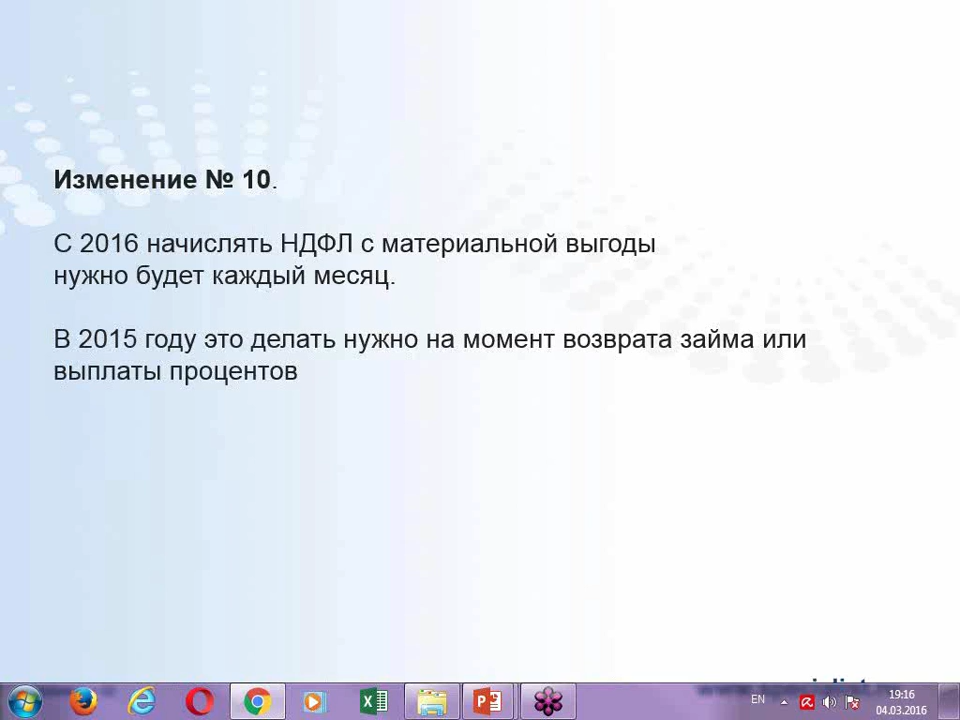 Изменение № 10.
С 2016 начислять НДФЛ с материальной выгоды
нужно будет каждый месяц.
В 2015 году это делать нужно на момент возврата займа или
выплаты процентов
EN
19:16
04.03.2016